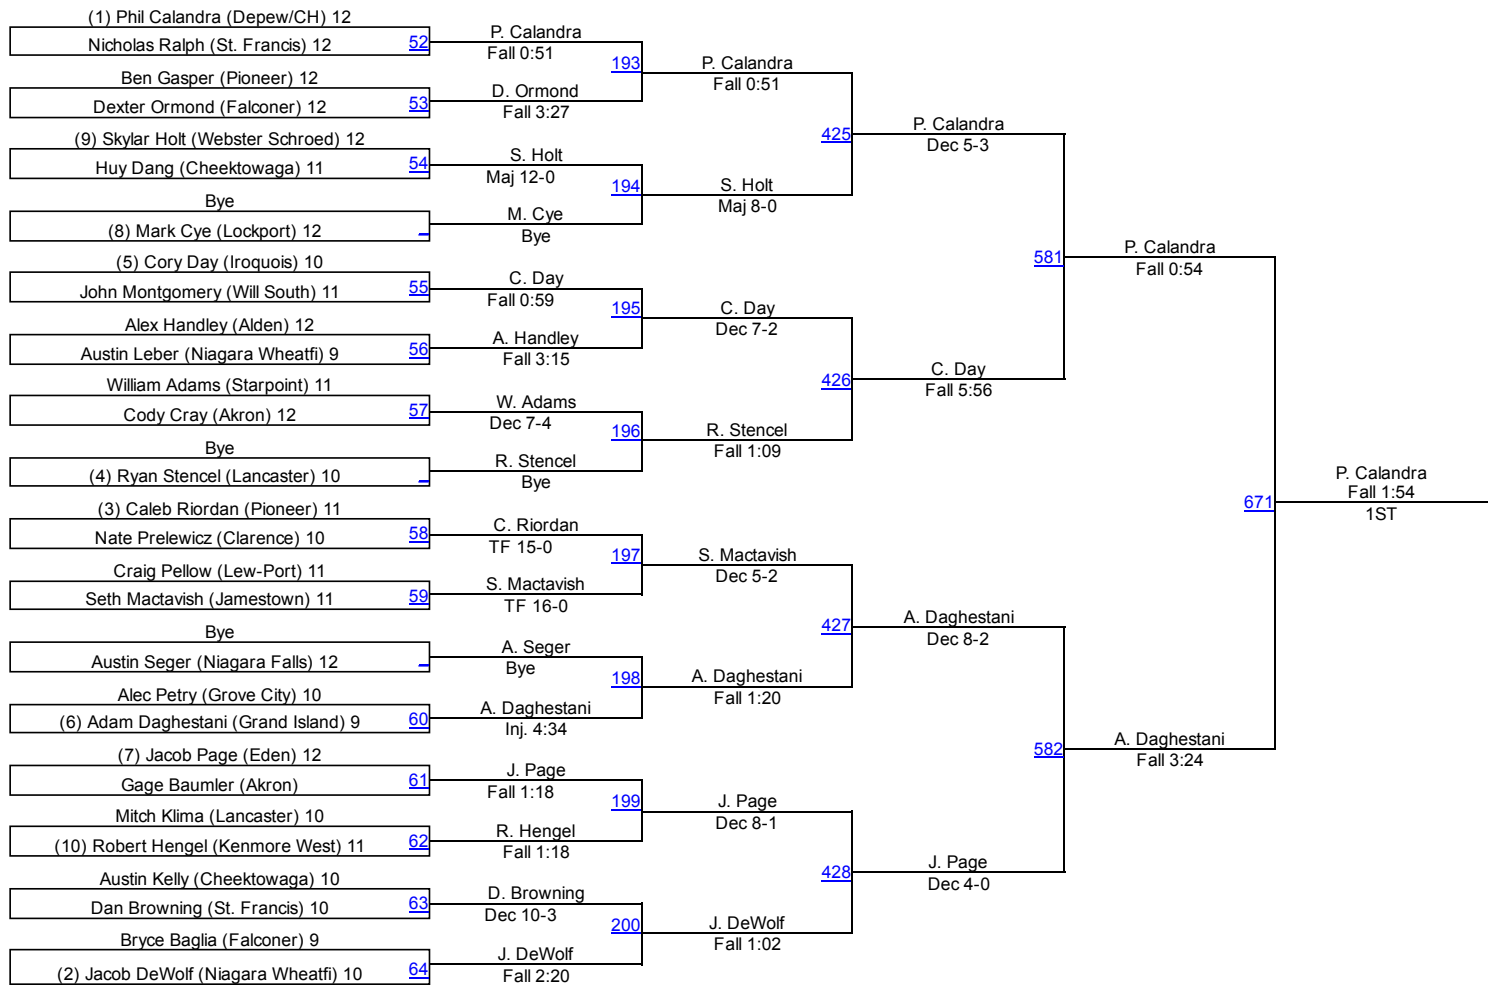 (1) Phil Calandra (Depew/CH) 12
Nicholas Ralph (St. Francis) 12
52
Ben Gasper (Pioneer) 12
Dexter Ormond (Falconer) 12
53
(9) Skylar Holt (Webster Schroed) 12
Huy Dang (Cheektowaga) 11
54
Bye
(8) Mark Cye (Lockport) 12
(5) Cory Day (Iroquois) 10
John Montgomery (Will South) 11
55
Alex Handley (Alden) 12
Austin Leber (Niagara Wheatfi) 9
56
William Adams (Starpoint) 11
Cody Cray (Akron) 12
57
Bye
(4) Ryan Stencel (Lancaster) 10
(3) Caleb Riordan (Pioneer) 11
Nate Prelewicz (Clarence) 10
58
Craig Pellow (Lew-Port) 11
Seth Mactavish (Jamestown) 11
59
Bye
Austin Seger (Niagara Falls) 12
Alec Petry (Grove City) 10
(6) Adam Daghestani (Grand Island) 9
60
(7) Jacob Page (Eden) 12
Gage Baumler (Akron)
61
Mitch Klima (Lancaster) 10
(10) Robert Hengel (Kenmore West) 11
62
Austin Kelly (Cheektowaga) 10
Dan Browning (St. Francis) 10
63
Bryce Baglia (Falconer) 9
(2) Jacob DeWolf (Niagara Wheatfi) 10
64
P. Calandra
Fall 0:51
193
D. Ormond
Fall 3:27
S. Holt
Maj 12-0
194
M. Cye
Bye
C. Day
Fall 0:59
195
A. Handley
Fall 3:15
W. Adams
Dec 7-4
196
R. Stencel
Bye
C. Riordan
TF 15-0
197
S. Mactavish
TF 16-0
A. Seger
Bye
198
A. Daghestani
Inj. 4:34
J. Page
Fall 1:18
199
R. Hengel
Fall 1:18
D. Browning
Dec 10-3
200
J. DeWolf
Fall 2:20
P. Calandra
Fall 0:51
425
S. Holt
Maj 8-0
C. Day
Dec 7-2
426
R. Stencel
Fall 1:09
S. Mactavish
Dec 5-2
427
A. Daghestani
Fall 1:20
J. Page
Dec 8-1
428
J. DeWolf
Fall 1:02
P. Calandra
Dec 5-3
581
C. Day
Fall 5:56
A. Daghestani
Dec 8-2
582
J. Page
Dec 4-0
P. Calandra
Fall 0:54
671
A. Daghestani
Fall 3:24
P. Calandra
Fall 1:54
1ST